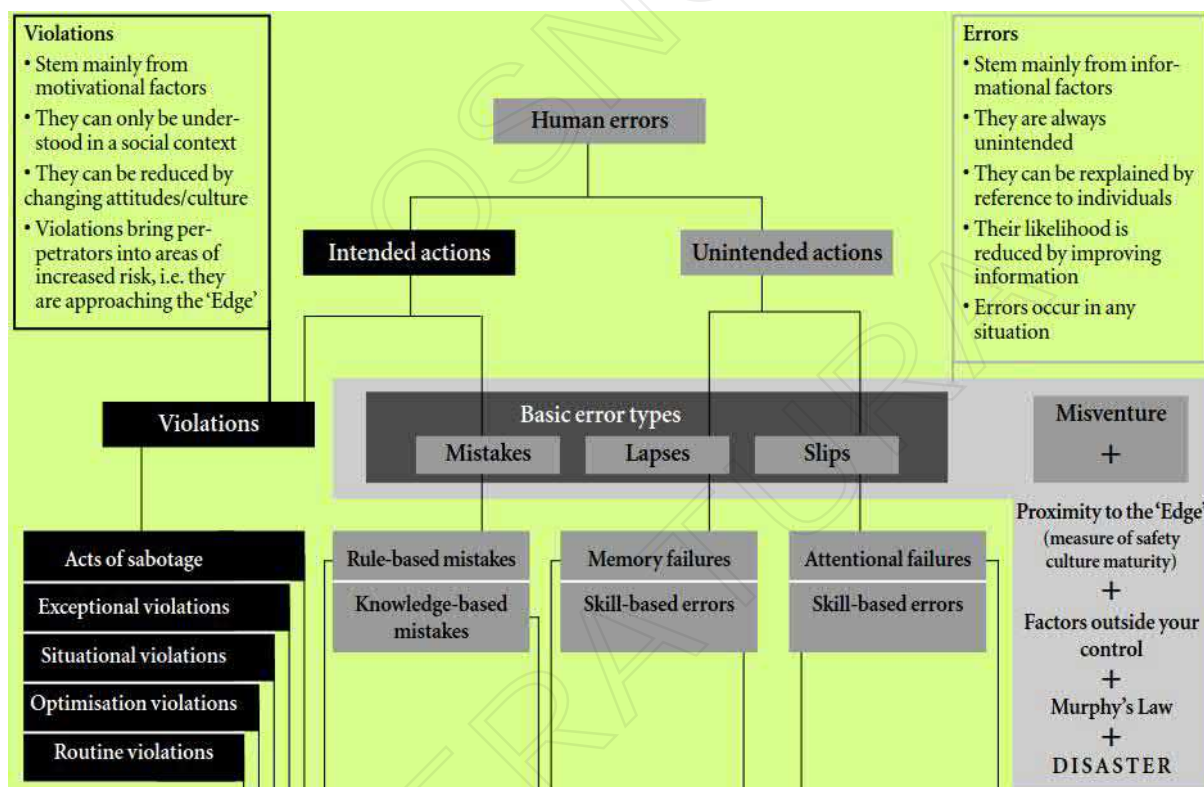 Violations
• Stem mainly from
motivational factors
• They can only be under-
stood in a social context
• They can be reduced by
changing attitudes/culture
• Violations bring per-
petrators into areas of
increased risk, i.e. they
are approaching the ‘Edge’
Errors
• Stem mainly from infor-
mational factors
• They are always
unintended
• They can be rexplained by
reference to individuals
• Their likelihood is
reduced by improving
information
• Errors occur in any
situation
Human errors
Intended actions
Unintended actions
Violations
Basic error types
Mistakes
Lapses
Slips
Acts of sabotage
Exceptional violations
Situational violations
Optimisation violations
Routine violations
Rule-based mistakes
Knowledge-based
mistakes
Memory failures
Skill-based errors
Attentional failures
Skill-based errors
Misventure
+
Proximity to the ‘Edge’
(measure of safety
culture maturity)
+
Factors outside your
control
+
Murphy’s Law
+
DISASTER